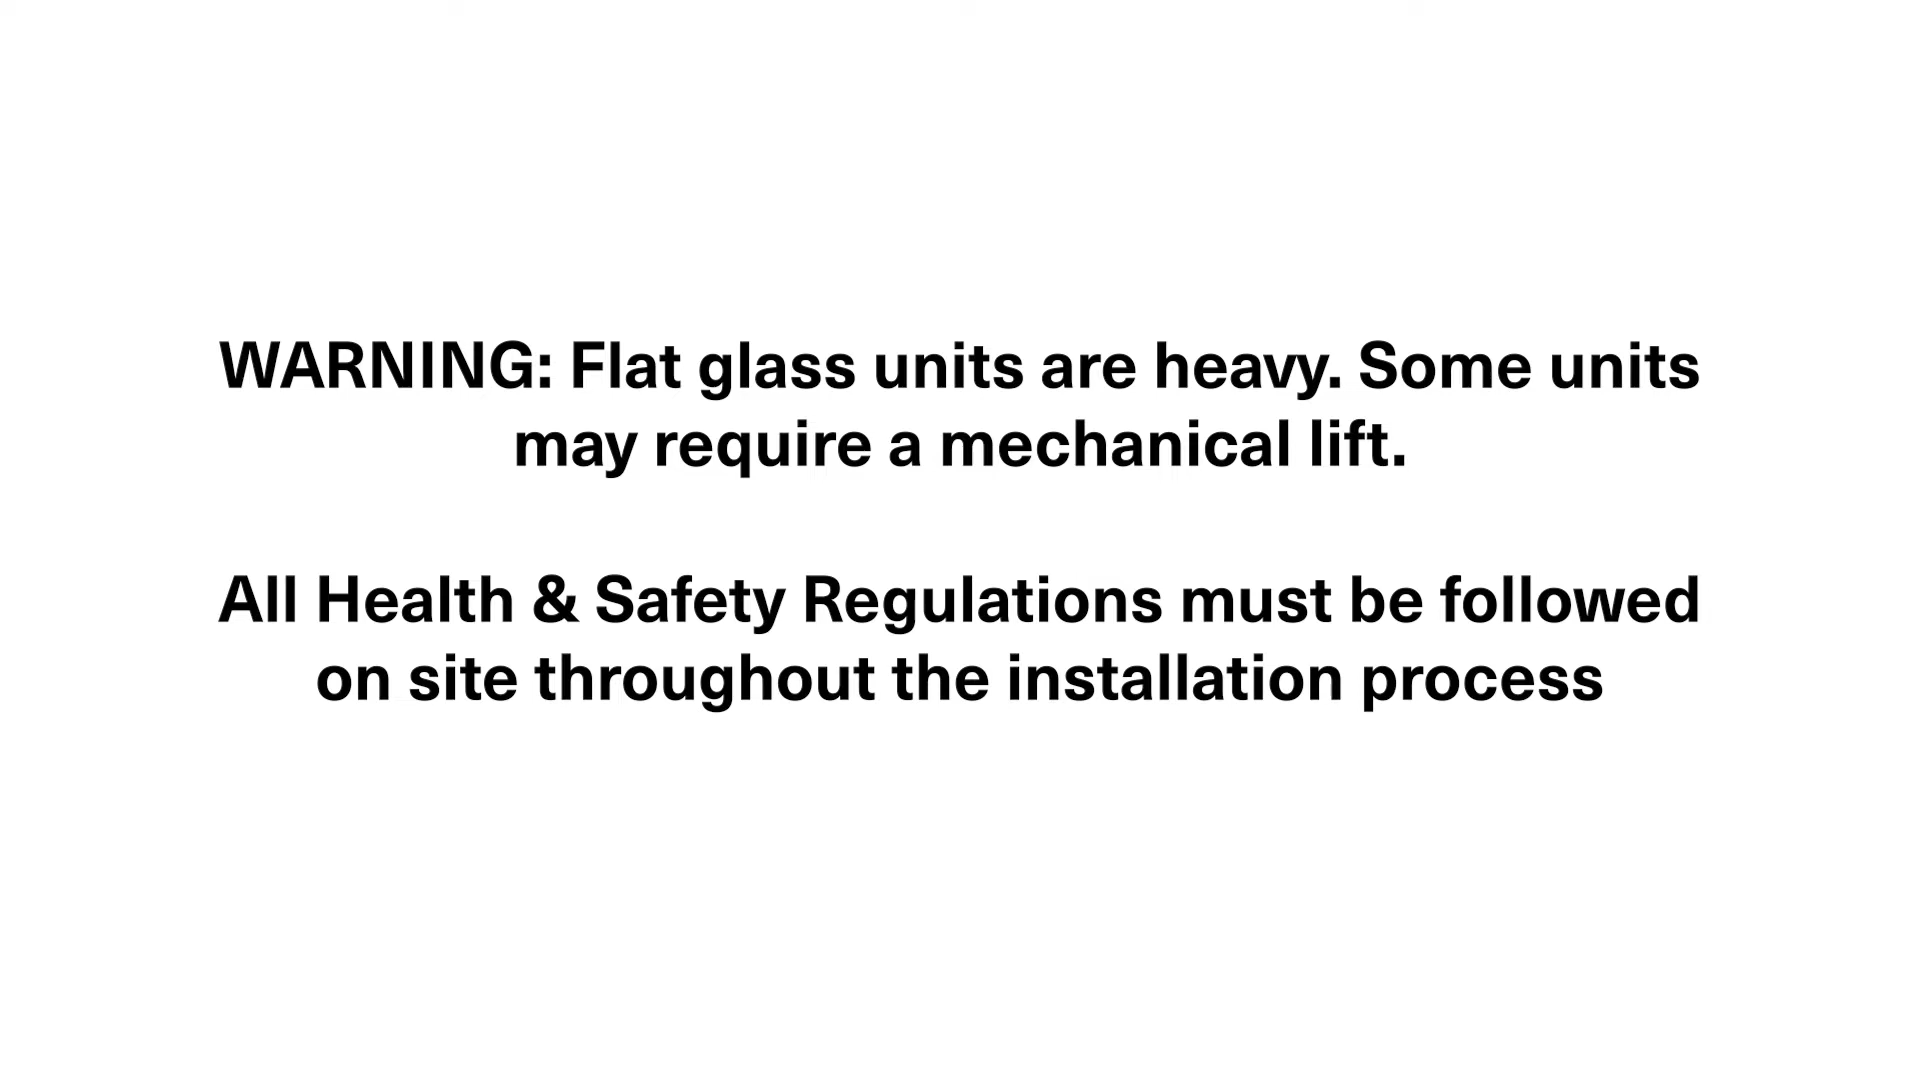 WARNING: Flat glass units are heavy. Some units
may require a mechanical lift.
All Health & Safety Regulations must be followed
on site throughout the installation process